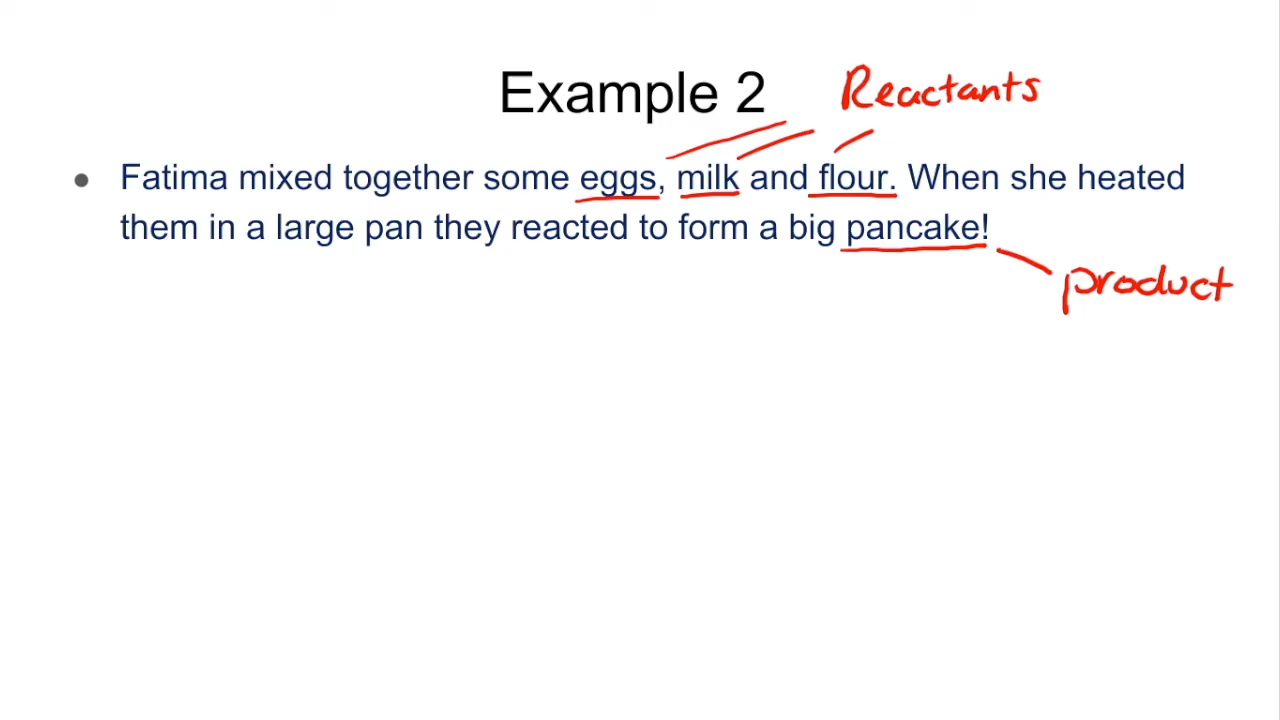 Example 2
Reactants
● Fatima mixed together some eggs, milk and flour. When she heated
them in a large pan they reacted to form a big pancake!
product